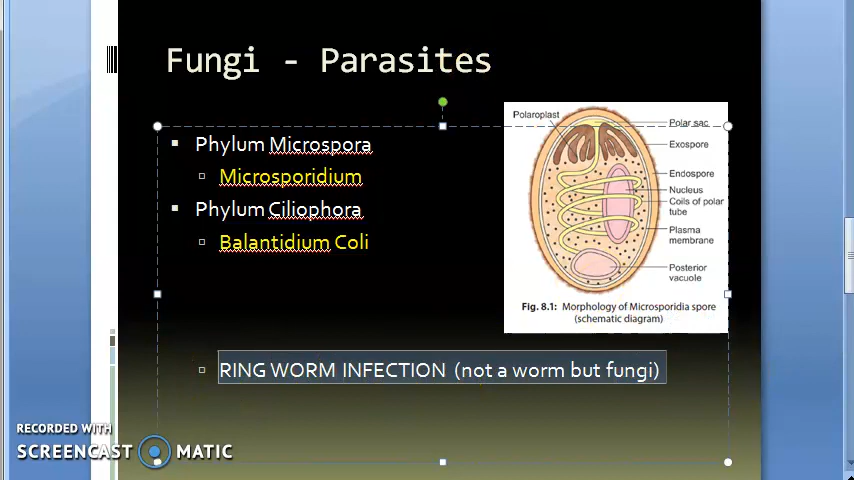 Fungi - Parasites
Phylum Microspora
Microsporidium
Phylum Ciliophora
Balantidium Coli
RING WORM INFECTION (not a worm but fungi)
Polaroplast
Polar sac
Exospore
Endospore
Nucleus
Coils of polar
tube
Plasma
membrane
Posterior
vacuole
Fig. 8.1: Morphology of Microsporidia spore
(schematic diagram)
RECORDED WITH
SCREENCAST MATIC